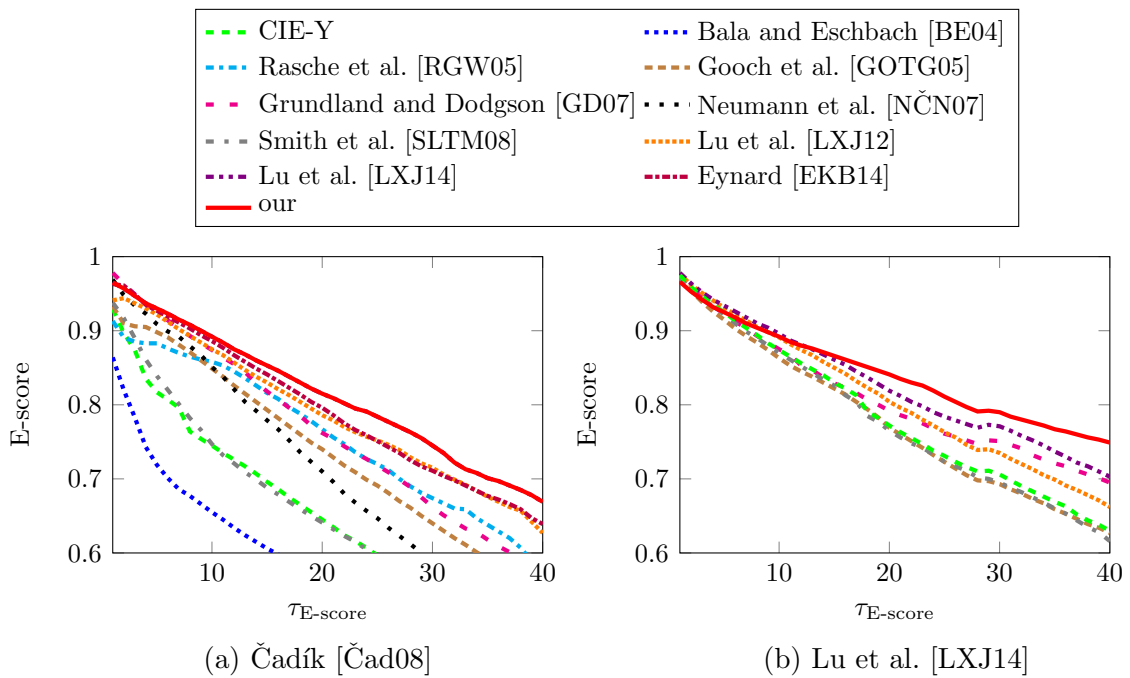 CIE-Y
Bala and Eschbach [BE04]
Rasche et al. [RGW05]
Gooch et al. [GOTG05]
Grundland and Dodgson [GD07]
Neumann et al. [NČN07]
Smith et al. [SLTM08]
Lu et al. [LXJ12]
Lu et al. [LXJ14]
Eynard [EKB14]
our
1
0.9
0.8
0.7
0.6
E-score
10
20
30
40
τE-score
(a) Čadík [Čad08]
1
0.9
0.8
0.7
0.6
E-score
10
20
30
40
τE-score
(b) Lu et al. [LXJ14]